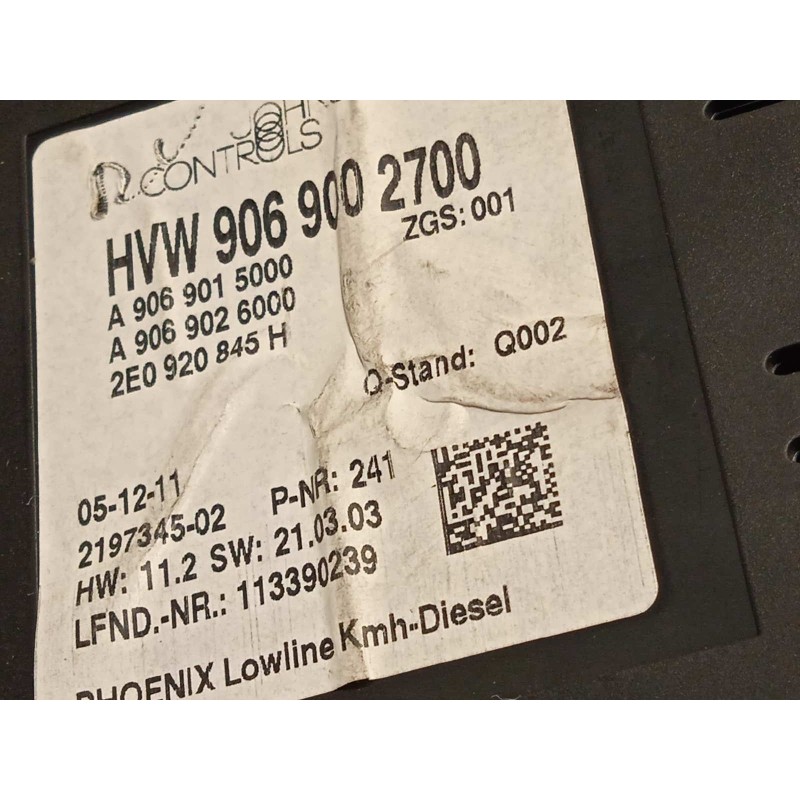 CONTROLS
HVW 906 900 2700
ZGS: 001
A 906 901 5000
A 906 902 6000
2E0 920 845 H
Q-Stand: Q002
05-12-11
2197345-02 P-NR: 241
HW: 11.2 SW: 21.03.03
LFND.-NR.: 113390239
PHOENIX Lowline Kmh-Diesel